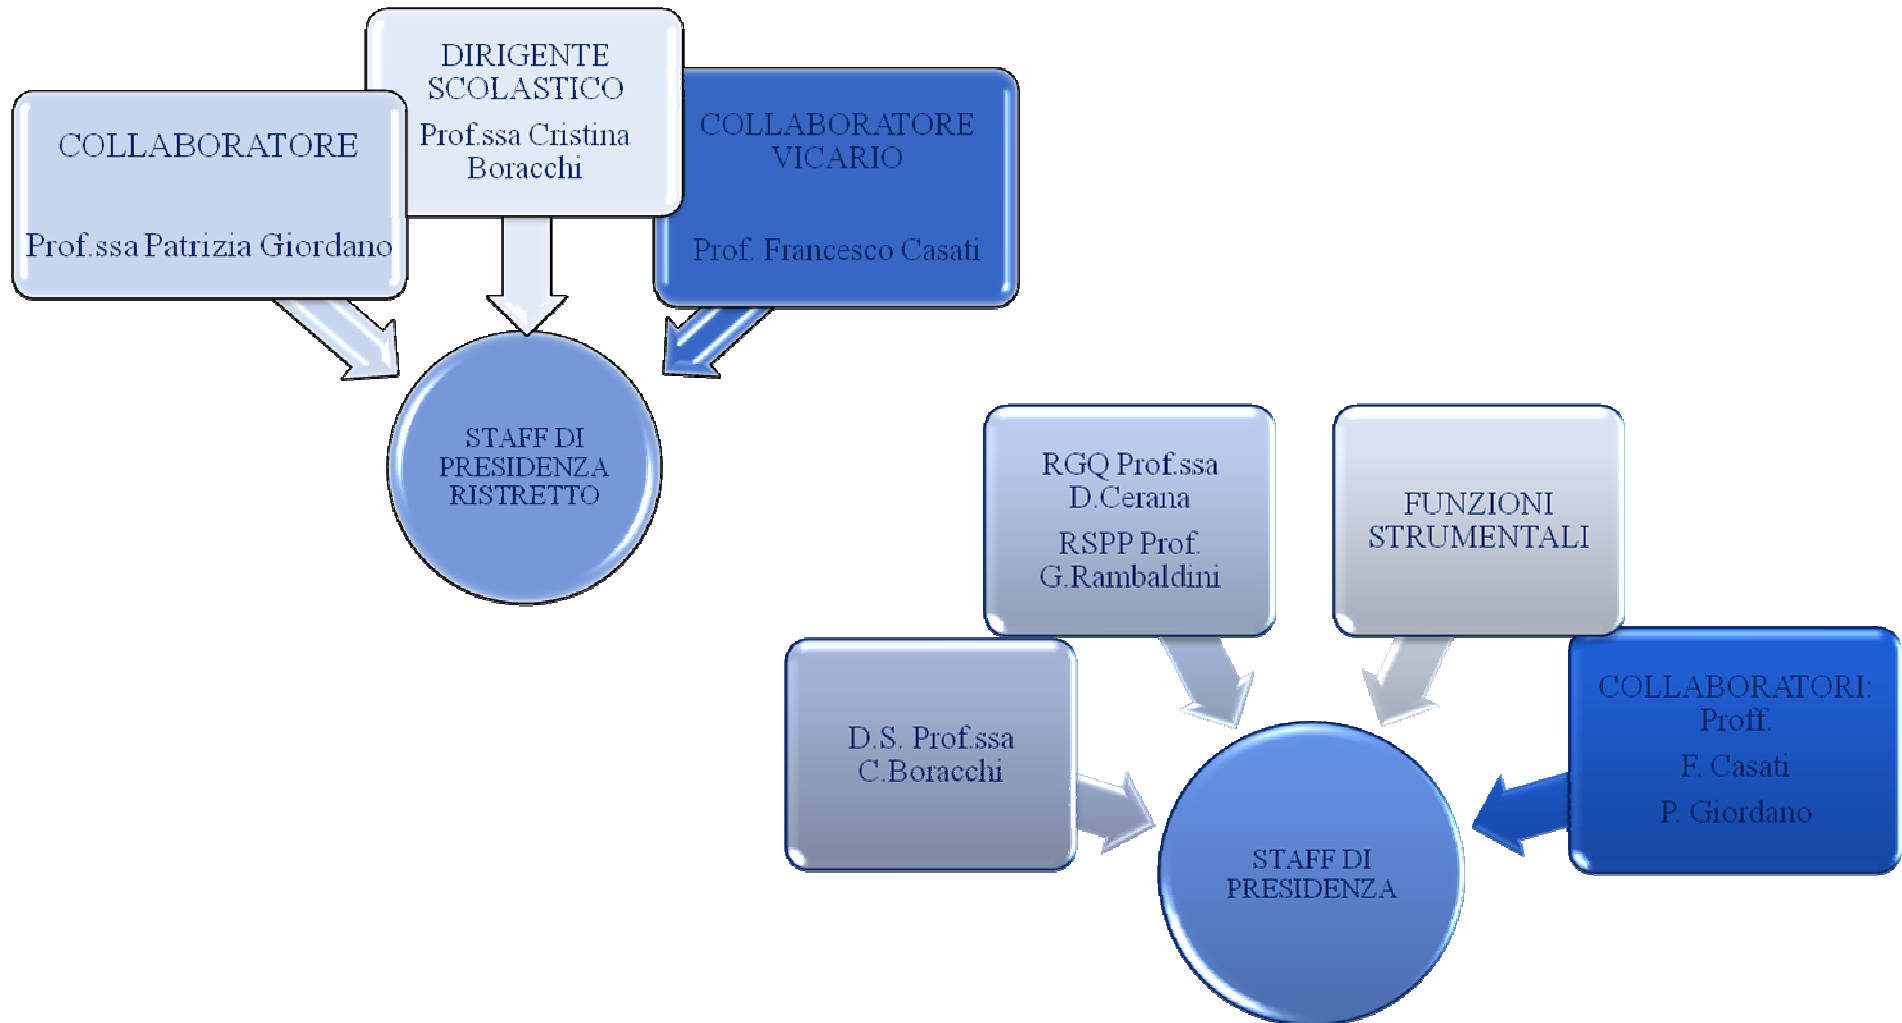 DIRIGENTE
SCOLASTICO
Prof.ssa Cristina
Boracchi
COLLABORATORE
Prof.ssa Patrizia Giordano
COLLABORATORE
VICARIO
Prof. Francesco Casati
STAFF DI
PRESIDENZA
RISTRETTO
RGQ Prof.ssa
D.Cerana
RSPP Prof.
G.Rambaldini
FUNZIONI
STRUMENTALI
D.S. Prof.ssa
C.Boracchi
COLLABORATORI:
Proff.
F. Casati
P. Giordano
STAFF DI
PRESIDENZA